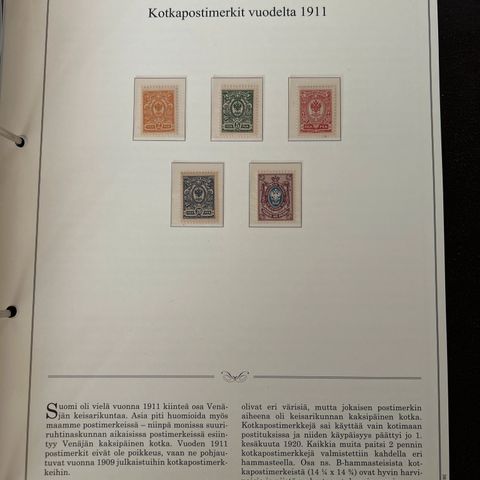 Kotkapostimerkit vuodelta 1911
Suomi oli vielä vuonna 1911 kiinteä osa Venä-
jän keisarikuntaa. Asia piti huomioida myös
maamme postimerkeissä – niinpä monissa suuri-
ruhtinaskunnan aikaisissa postimerkeissä esiin-
tyy Venäjän kaksipäinen kotka. Vuoden 1911
postimerkit eivät ole poikkeus, vaan ne pohjau-
tuvat vuonna 1909 julkaistuihin kotkapostimerk-
keihin.
olivat eri värisiä, mutta jokaisen postimerkin
aiheena oli keisarikunnan kaksipäinen kotka.
Kotkapostimerkkejä sai käyttää vain kotimaan
postituksissa ja niiden käypäisyys päättyi jo 1.
kesäkuuta 1920. Kaikkia muita paitsi 2 pennin
kotkapostimerkkejä valmistettiin kahdella eri
hammasteella. Osa ns. B-hammasteisista kot-
kapostimerkeistä (14 ¼ x 14 ¾) ovat hyvin harvi-